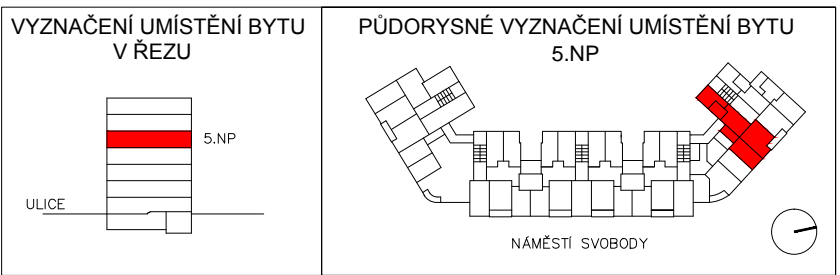 VYZNAČENÍ UMÍSTĚNÍ BYTU
V ŘEZU
5.NP
ULICE
PŮDORYSNÉ VYZNAČENÍ UMÍSTĚNÍ BYTU
5.NP
NÁMĚSTÍ SVOBODY